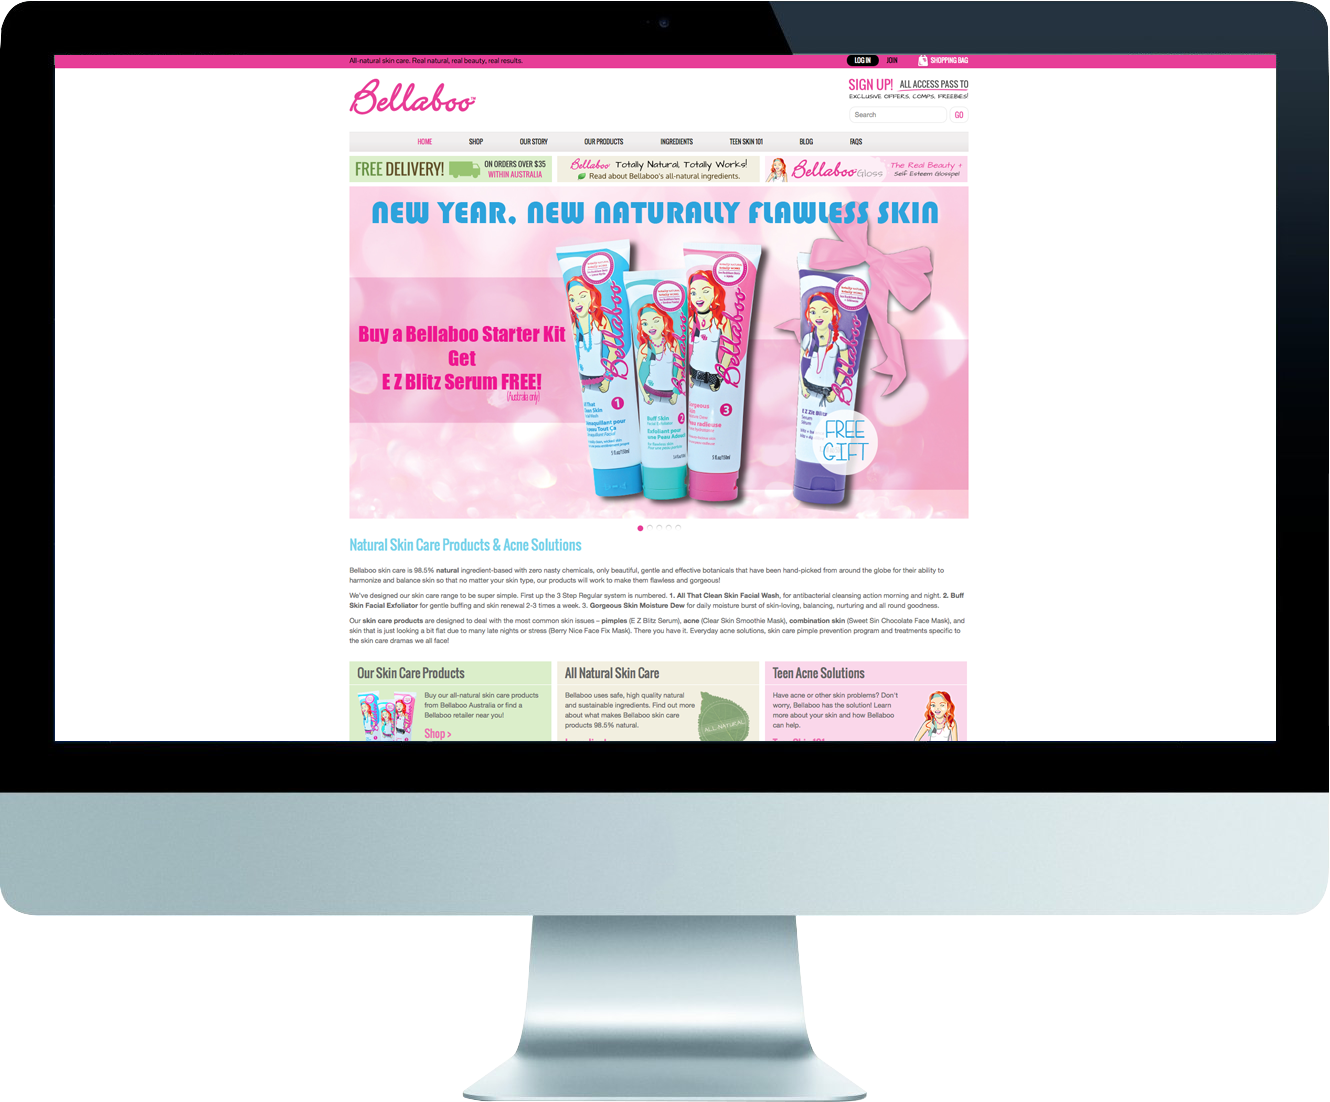 All-natural skin care. Real natural, real beauty, real results.
LOG IN JOIN SHOPPING BAG
Bellaboo™
SIGN UP! ALL ACCESS PASS TO
EXCLUSIVE OFFERS, COMPS, FREEBIES!
Search GO
HOME SHOP OUR STORY OUR PRODUCTS INGREDIENTS TEEN SKIN 101 BLOG FAQS
FREE DELIVERY! ON ORDERS OVER $35
WITHIN AUSTRALIA
Bellaboo Totally Natural. Totally Works!
Read about Bellaboo's all-natural ingredients.
Bellaboo Gloss
The Real Beauty +
Self Esteem Glossipe!
NEW YEAR, NEW NATURALLY FLAWLESS SKIN
Buy a Bellaboo Starter Kit
Get
E Z Blitz Serum FREE!
(Australia only)
Bellaboo
1
Bellaboo
Buff Skin
2
Bellaboo
3
Bellaboo
FREE
GIFT
Natural Skin Care Products & Acne Solutions
Bellaboo skin care is 98.5% natural ingredient-based with zero nasty chemicals, only beautiful, gentle and effective botanicals that have been hand-picked from around the globe for their ability to
harmonize and balance skin so that no matter your skin type, our products will work to make them flawless and gorgeous!
We've designed our skin care range to be super simple. First up the 3 Step Regular system is numbered. 1. All That Clean Skin Facial Wash, for antibacterial cleansing action morning and night. 2. Buff
Skin Facial Exfoliator for gentle buffing and skin renewal 2-3 times a week. 3. Gorgeous Skin Moisture Dew for daily moisture burst of skin-loving, balancing, nurturing and all round goodness.
Our skin care products are designed to deal with the most common skin issues – pimples (E Z Blitz Serum), acne (Clear Skin Smoothie Mask), combination skin (Sweet Sin Chocolate Face Mask), and
skin that is just looking a bit flat due to many late nights or stress (Berry Nice Face Fix Mask). There you have it. Everyday acne solutions, skin care pimple prevention program and treatments specific to
the skin care dramas we all face!
Our Skin Care Products
Buy our all-natural skin care products
from Bellaboo Australia or find a
Bellaboo retailer near you!
Shop >
All Natural Skin Care
Bellaboo uses safe, high quality natural
and sustainable ingredients. Find out more
about what makes Bellaboo skin care
products 98.5% natural.
ALL-NATURAL
Teen Acne Solutions
Have acne or other skin problems? Don't
worry, Bellaboo has the solution! Learn
more about your skin and how Bellaboo
can help.